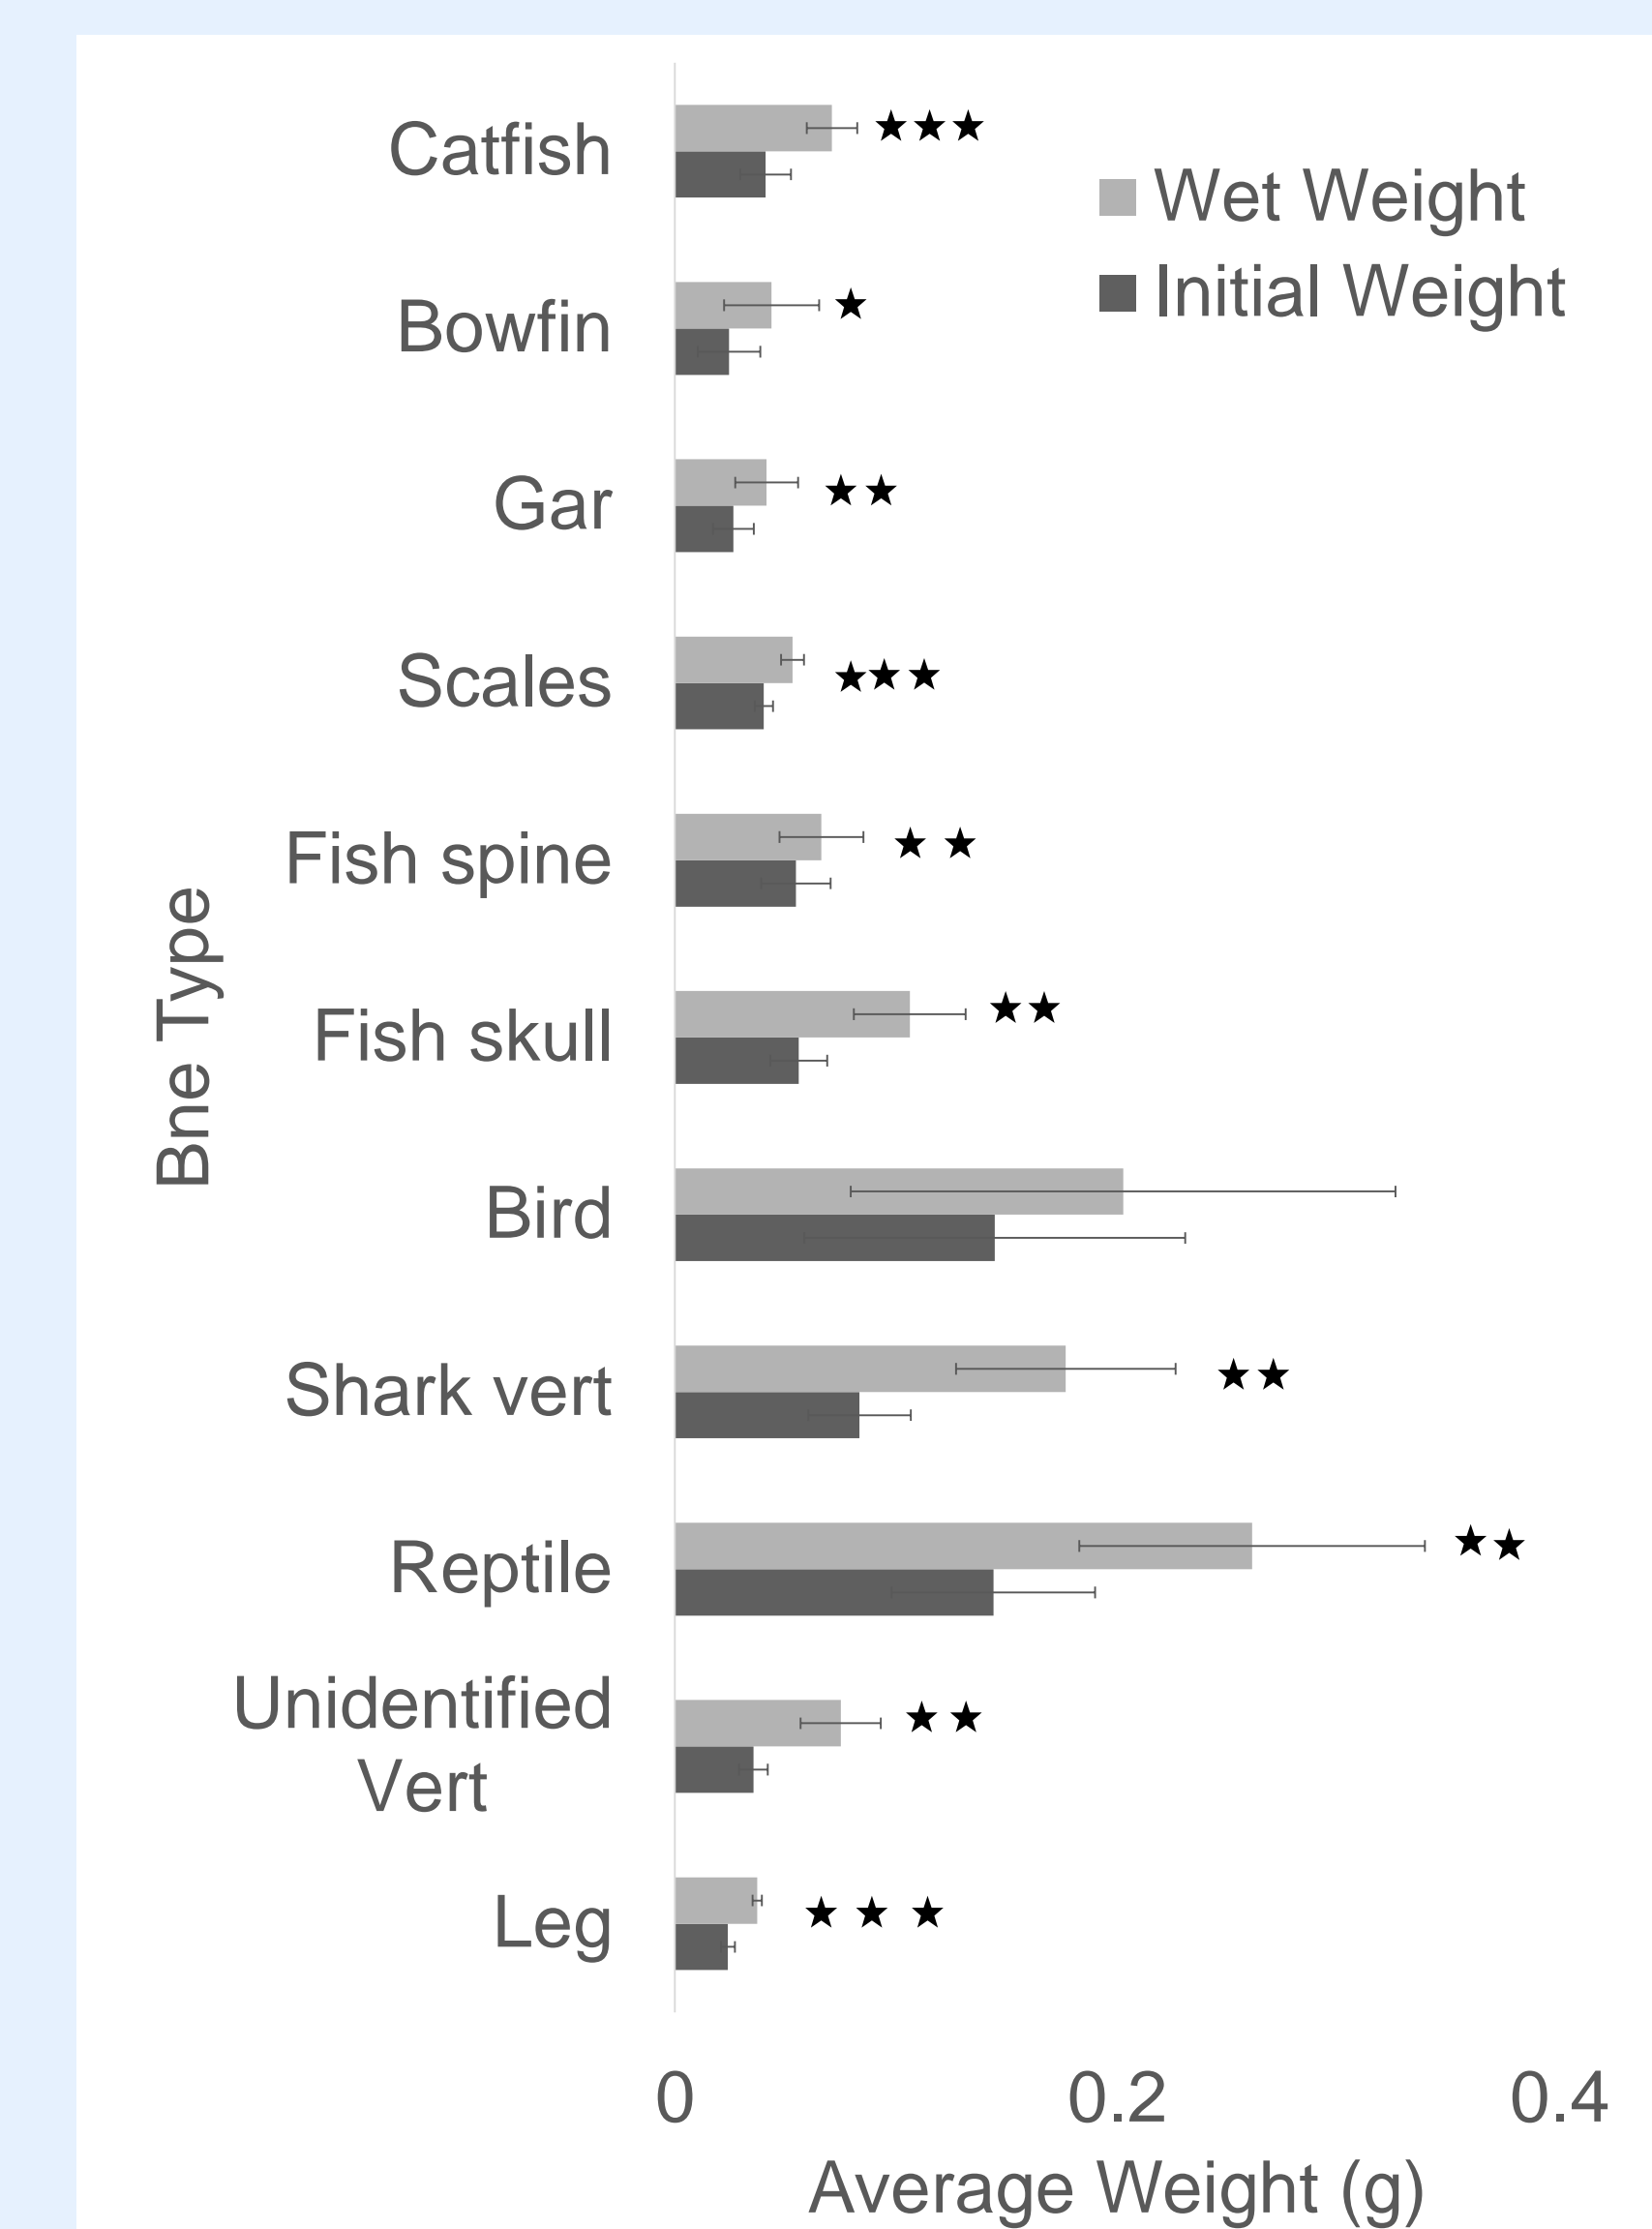 Catfish
★★★
Wet Weight
Initial Weight
Bowfin
★
Gar
★★
Scales
★★★
Fish spine
★ ★
Fish skull
★★
Bne Type
Bird
Shark vert
★★
Reptile
★★
Unidentified
Vert
★ ★
Leg
★ ★ ★
0 0.2 0.4
Average Weight (g)